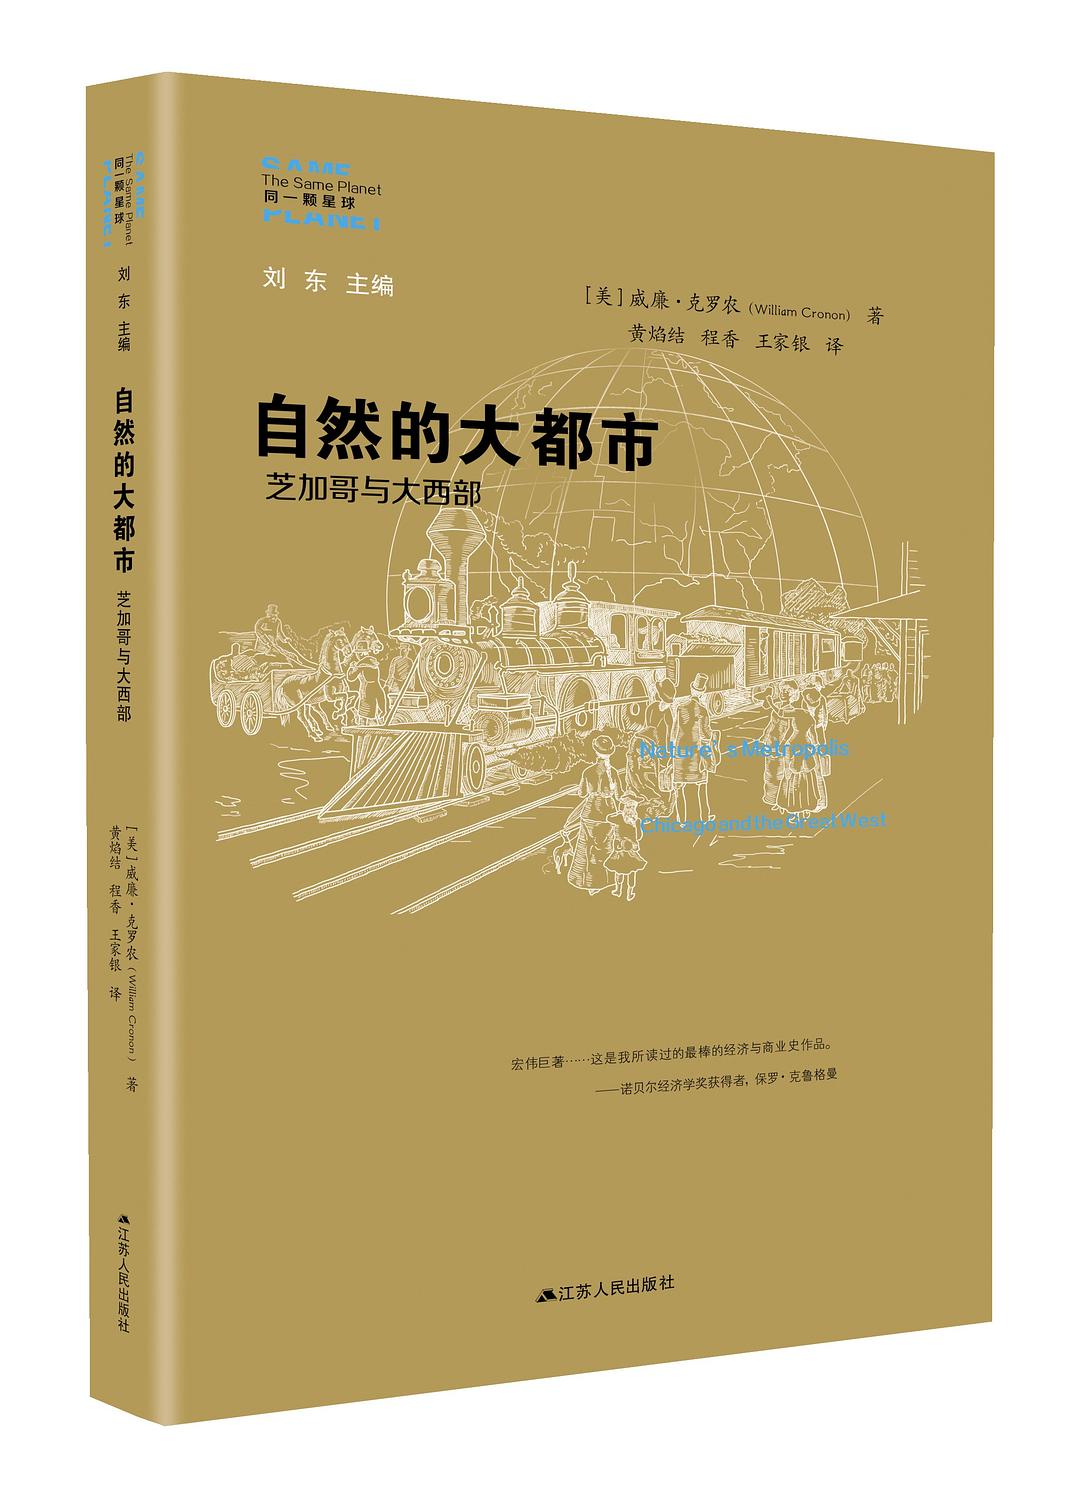 SAME
The Same Planet
同一颗星球
PLANET
刘 东 主编
[美]威廉·克罗农 (William Cronon) 著
黄焰结 程香 王家银 译
自然的大都市
芝加哥与大西部
Nature’s Metropolis
Chicago and the Great West
宏伟巨著……这是我所读过的最棒的经济与商业史作品。
——诺贝尔经济学奖获得者，保罗·克鲁格曼
江苏人民出版社
SAME
The Same Planet
同一颗星球
PLANET
刘 东 主编
自然的大都市
芝加哥与大西部
[美]威廉·克罗农 (William Cronon) 著
黄焰结 程香 王家银 译
江苏人民出版社